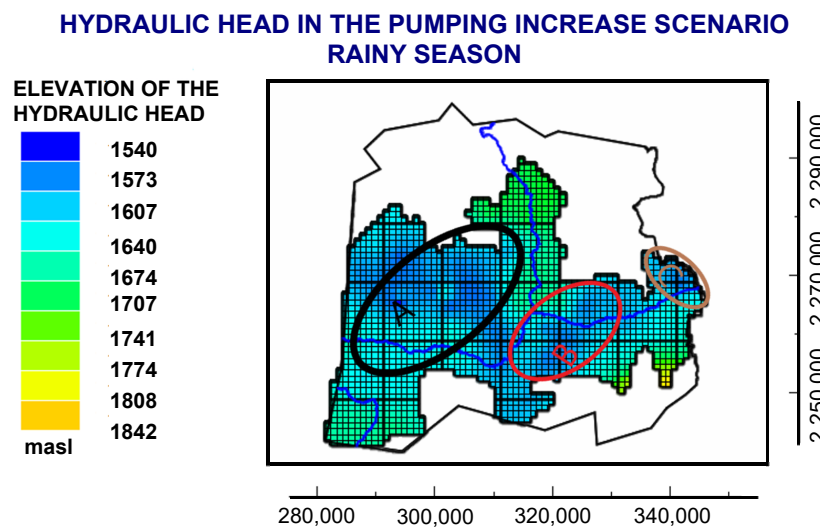 HYDRAULIC HEAD IN THE PUMPING INCREASE SCENARIO
RAINY SEASON
ELEVATION OF THE
HYDRAULIC HEAD
1540
1573
1607
1640
1674
1707
1741
1774
1808
1842
masl
A
B
C
2 290,000
2 270,000
2 250,000
280,000
300,000
320,000
340,000